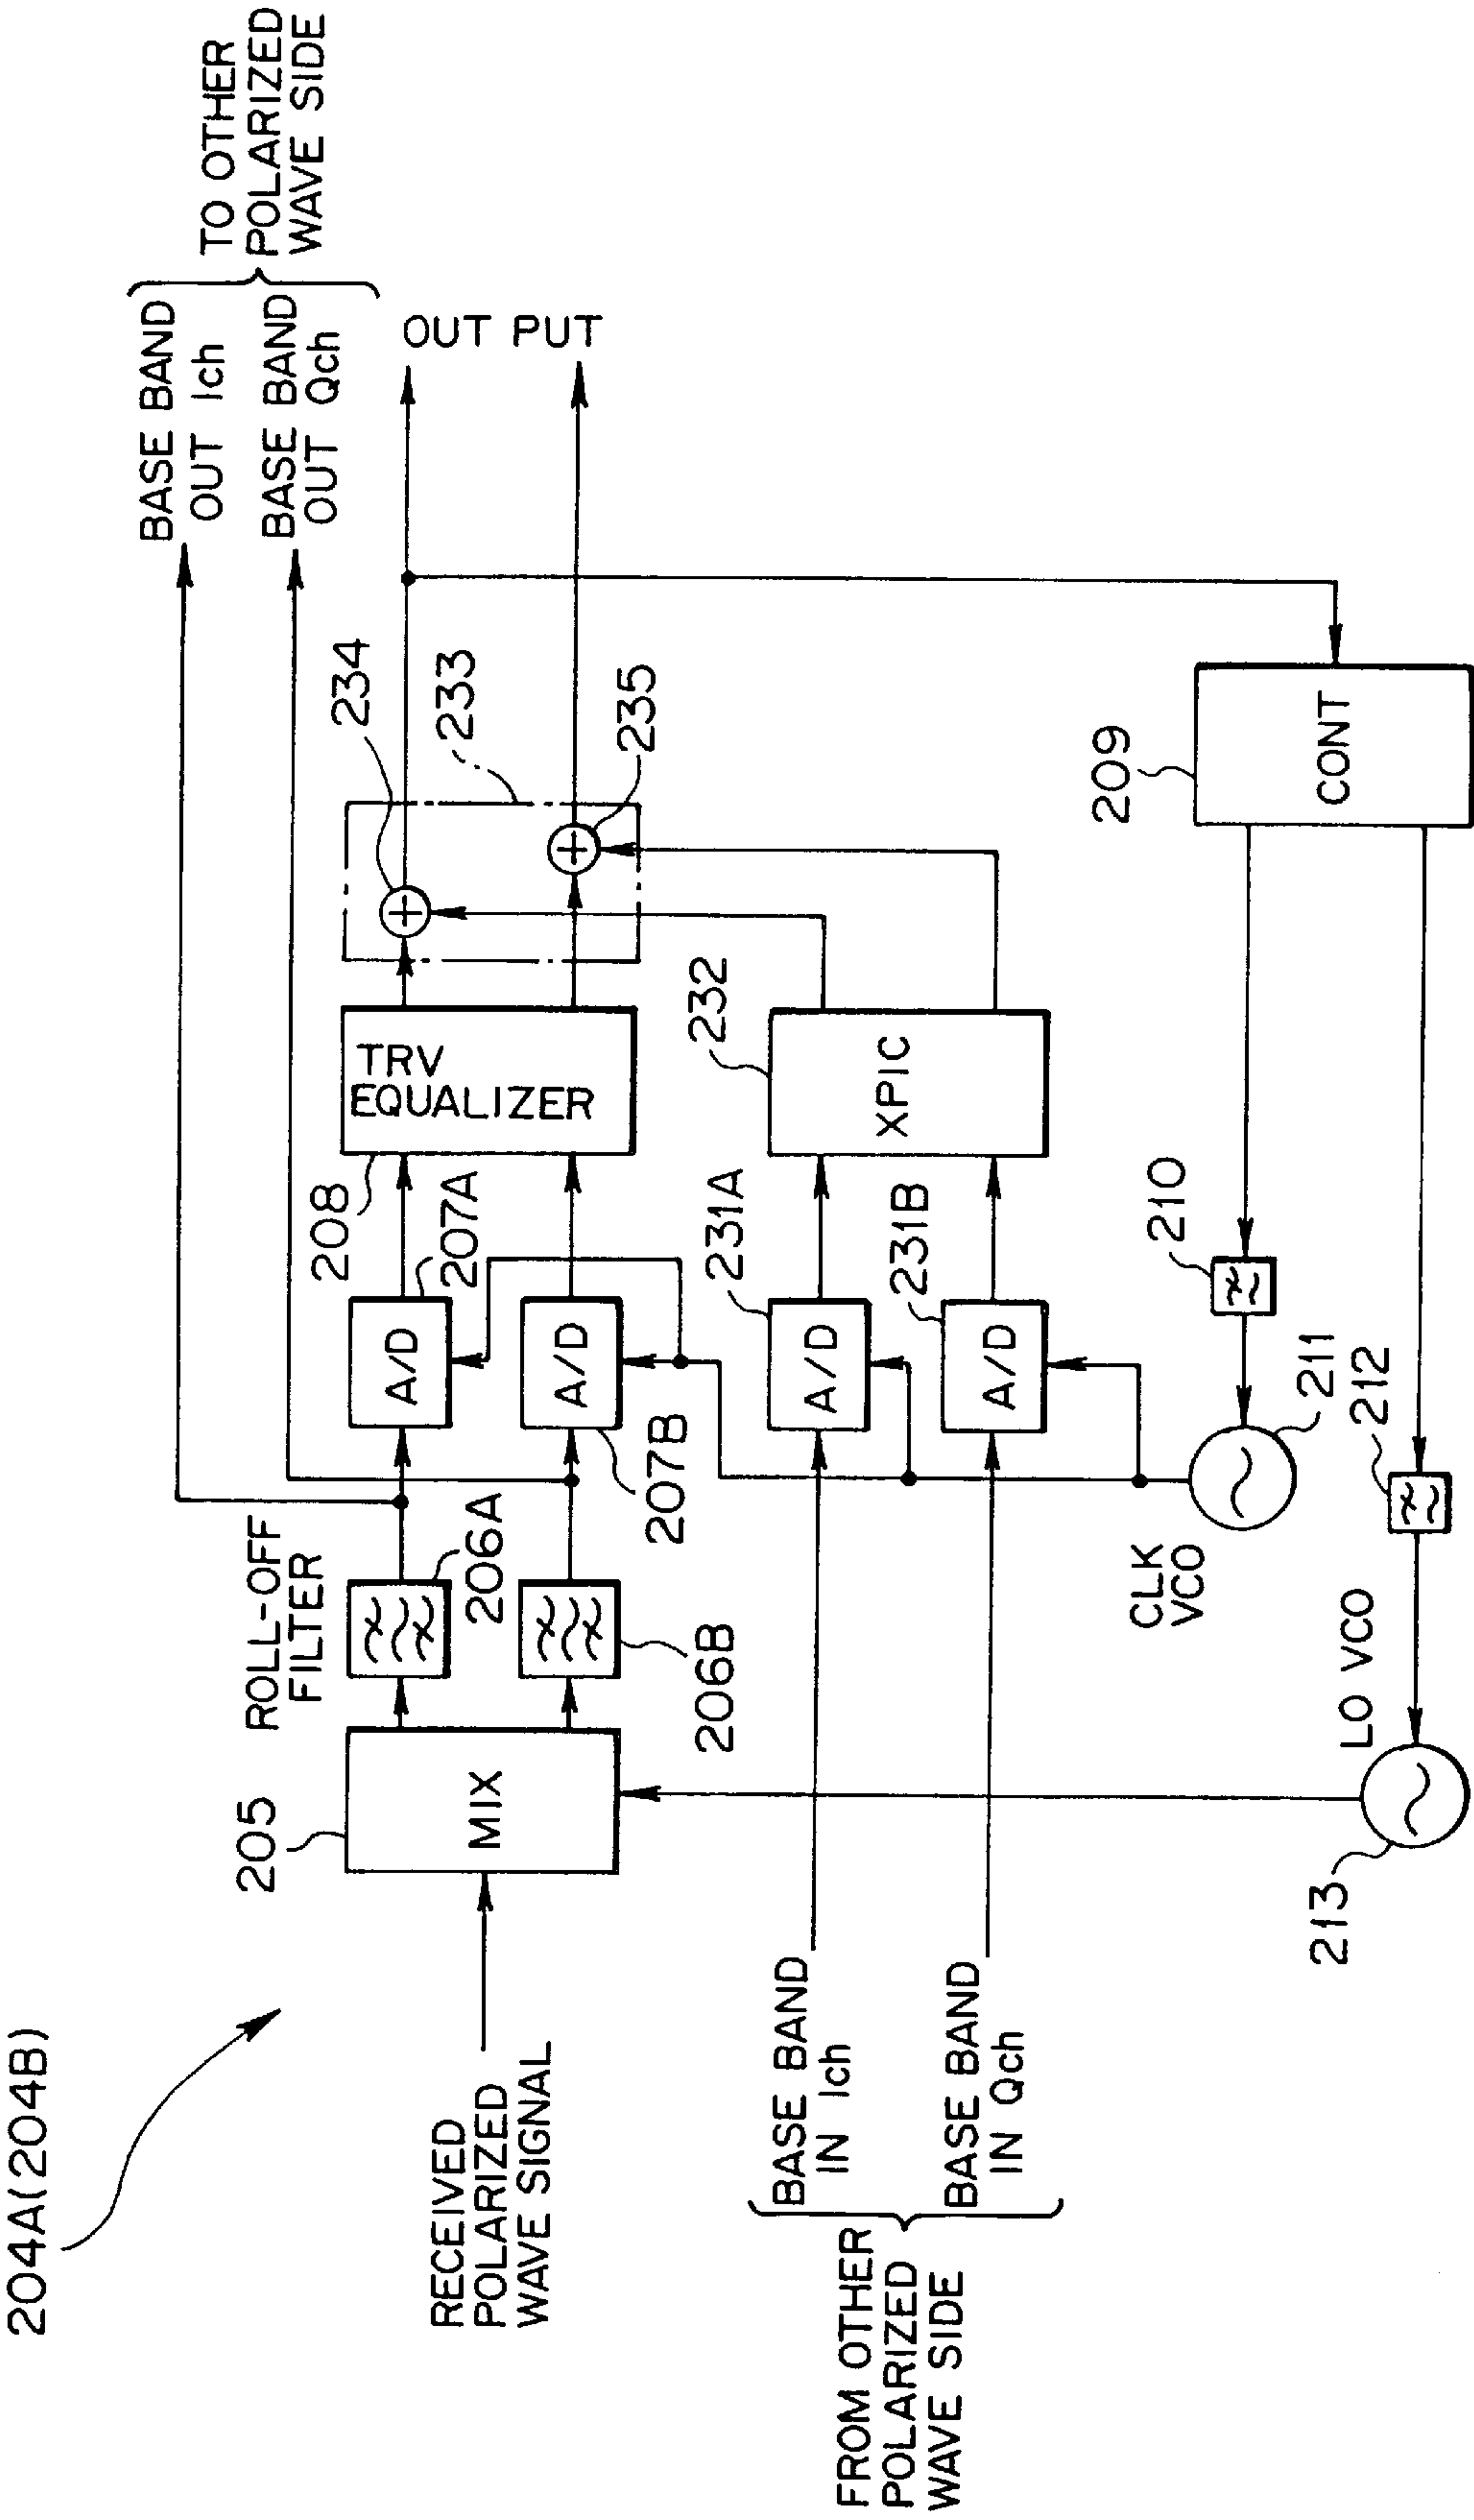 204A(204B)
BASE BAND
OUT Ich
BASE BAND
OUT Qch
TO OTHER
POLARIZED
WAVE SIDE
OUT PUT
205
ROLL-OFF
FILTER
206A
206B
207A
207B
208
234
233
235
RECEIVED
POLARIZED
WAVE SIGNAL
MIX
A/D
A/D
TRV
EQUALIZER
FROM OTHER
POLARIZED
WAVE SIDE
BASE BAND
IN Ich
BASE BAND
IN Qch
231A
231B
A/D
A/D
232
XPIC
209
CONT
CLK
VCO
211
210
213
LO VCO
212